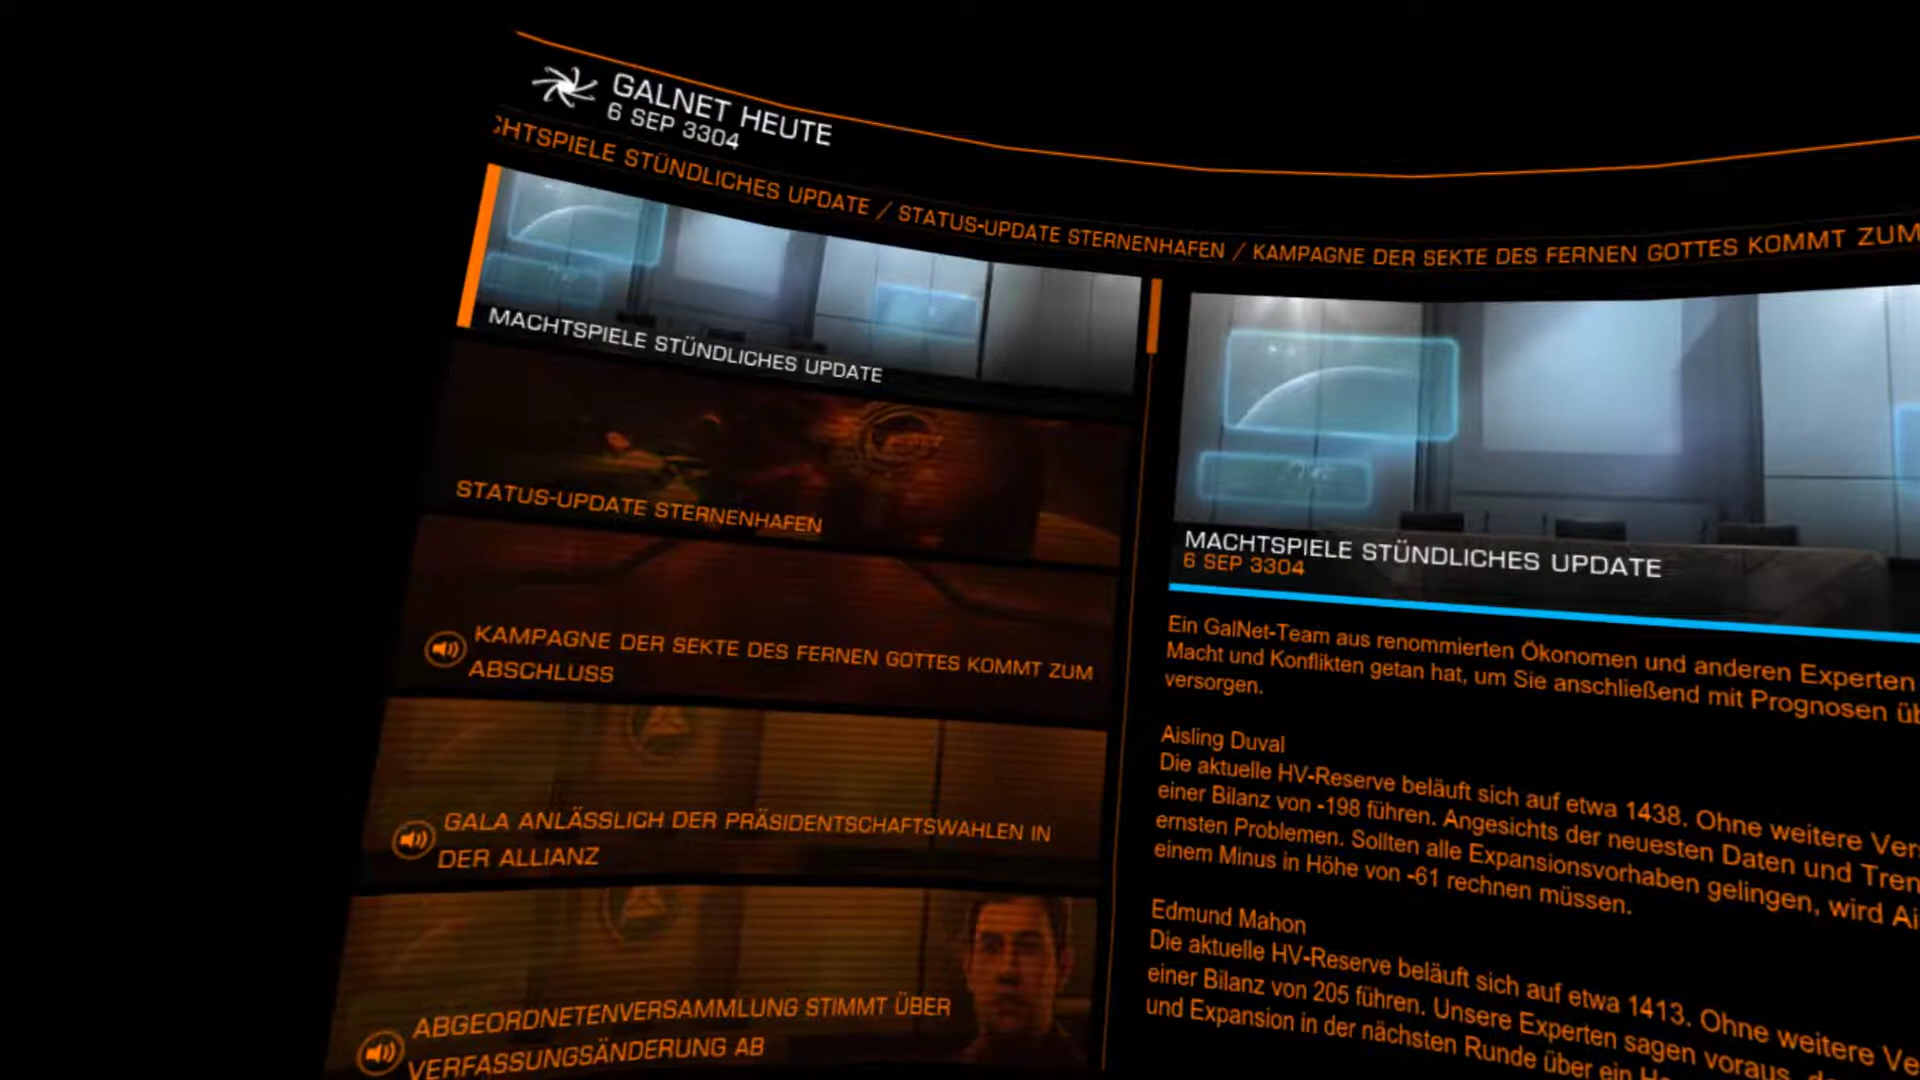 GALNET HEUTE
6 SEP 3304
STÜNDLICHES UPDATE / STATUS-UPDATE STERNENHAFEN / KAMPAGNE DER SEKTE DES FERNEN GOTTES KOMMT ZUM
MACHTSPIELE STÜNDLICHES UPDATE
STATUS-UPDATE STERNENHAFEN
KAMPAGNE DER SEKTE DES FERNEN GOTTES KOMMT ZUM
ABSCHLUSS
GALA ANLÄSSLICH DER PRÄSIDENTSCHAFTSWAHLEN IN
DER ALLIANZ
ABGEORDNETENVERSAMMLUNG STIMMT ÜBER
VERFASSUNGSÄNDERUNG AB
MACHTSPIELE STÜNDLICHES UPDATE
6 SEP 3304
Ein GalNet-Team aus renommierten Ökonomen und anderen Experten
Macht und Konflikten getan hat, um Sie anschließend mit Prognosen
versorgen.
Aisling Duval
Die aktuelle HV-Reserve beläuft sich auf etwa 1438. Ohne weitere
einer Bilanz von -198 führen. Angesichts der neuesten Daten und
ernsten Problemen. Sollten alle Expansionsvorhaben gelingen, wird
einem Minus in Höhe von -61 rechnen müssen.
Edmund Mahon
Die aktuelle HV-Reserve beläuft sich auf etwa 1413. Ohne weitere
einer Bilanz von 205 führen. Unsere Experten sagen voraus,
und Expansion in der nächsten Runde über ein